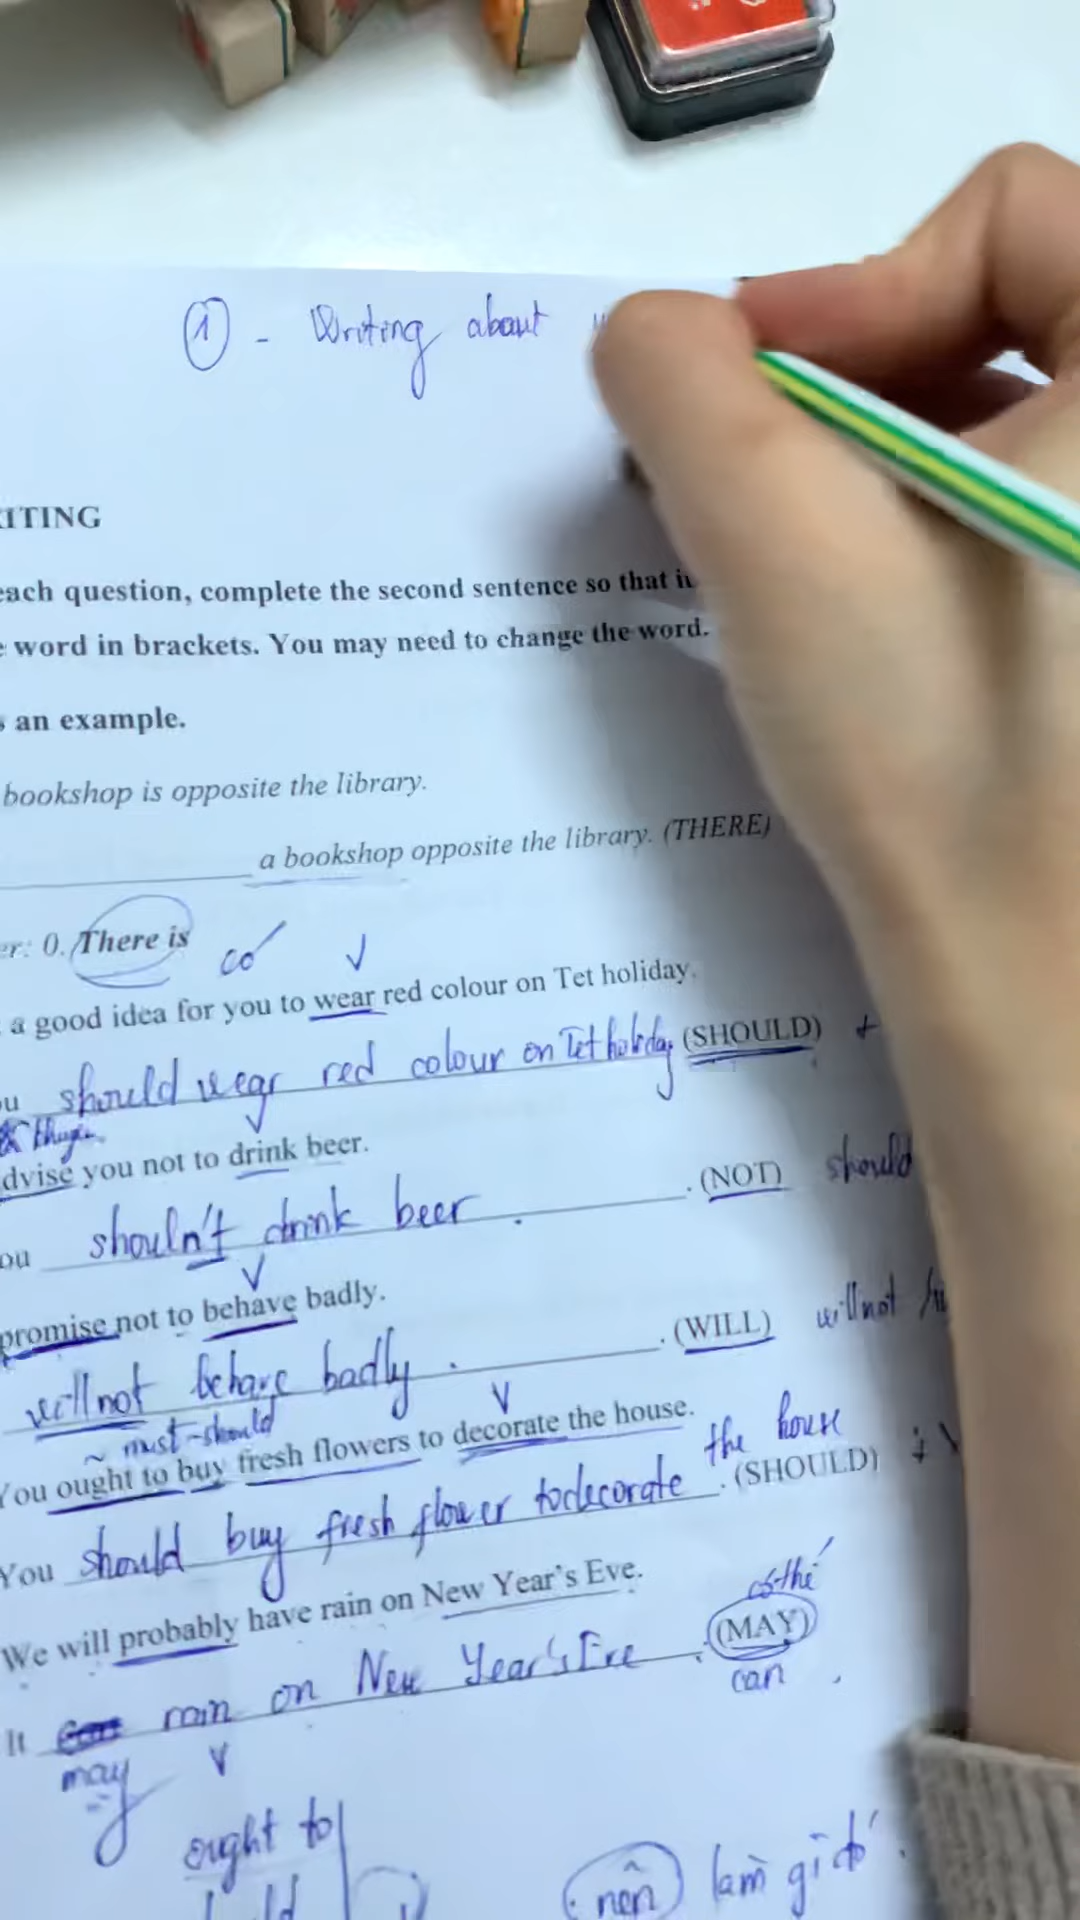 ① - Writing about
ITING
each question, complete the second sentence so that
word in brackets. You may need to change the word.
an example.
bookshop is opposite the library.
a bookshop opposite the library. (THERE)
0. There is
có
a good idea for you to wear red colour on Tet holiday.
should wear red colour on Tet holiday (SHOULD) +
dvise you not to drink beer.
ou shouln't drink beer . . (NOT) should
promise not to behave badly.
will not behave badly . . (WILL) will not
~ must-should
You ought to buy fresh flowers to decorate the house.
the house
You should buy fresh flower to decorate . (SHOULD)
We will probably have rain on New Year's Eve.
có thể
It rain on New Year's Eve . (MAY)
may
can
ought to
nên làm gì đó